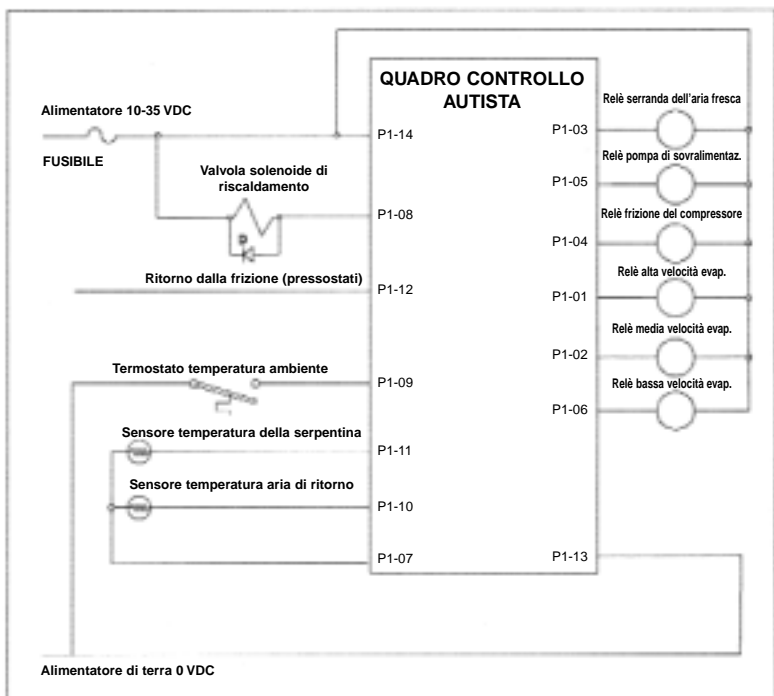 QUADRO CONTROLLO
AUTISTA
Alimentatore 10-35 VDC
FUSIBILE
Valvola solenoide di
riscaldamento
D
Ritorno dalla frizione (pressostati)
Termostato temperatura ambiente
Sensore temperatura della serpentina
Sensore temperatura aria di ritorno
Alimentatore di terra 0 VDC
P1-14
P1-08
P1-12
P1-09
P1-11
P1-10
P1-07
P1-03
P1-05
P1-04
P1-01
P1-02
P1-06
P1-13
Relè serranda dell'aria fresca
Relè pompa di sovralimentaz.
Relè frizione del compressore
Relè alta velocità evap.
Relè media velocità evap.
Relè bassa velocità evap.